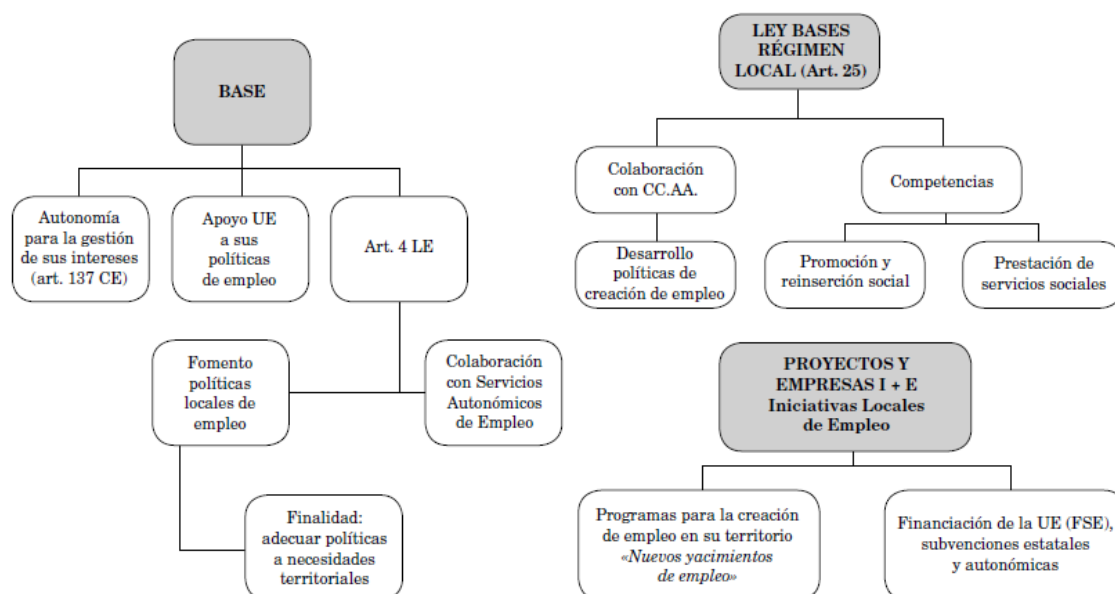 BASE
Autonomía
para la gestión
de sus intereses
(art. 137 CE)
Apoyo UE
a sus
políticas
de empleo
Art. 4 LE
Fomento
políticas
locales de
empleo
Colaboración
con Servicios
Autonómicos
de Empleo
Finalidad:
adecuar políticas
a necesidades
territoriales
LEY BASES
RÉGIMEN
LOCAL (Art. 25)
Colaboración
con CC.AA.
Competencias
Desarrollo
políticas de
creación de empleo
Promoción y
reinserción social
Prestación de
servicios sociales
PROYECTOS Y
EMPRESAS I + E
Iniciativas Locales
de Empleo
Programas para la creación
de empleo en su territorio
«Nuevos yacimientos
de empleo»
Financiación de la UE (FSE),
subvenciones estatales
y autonómicas